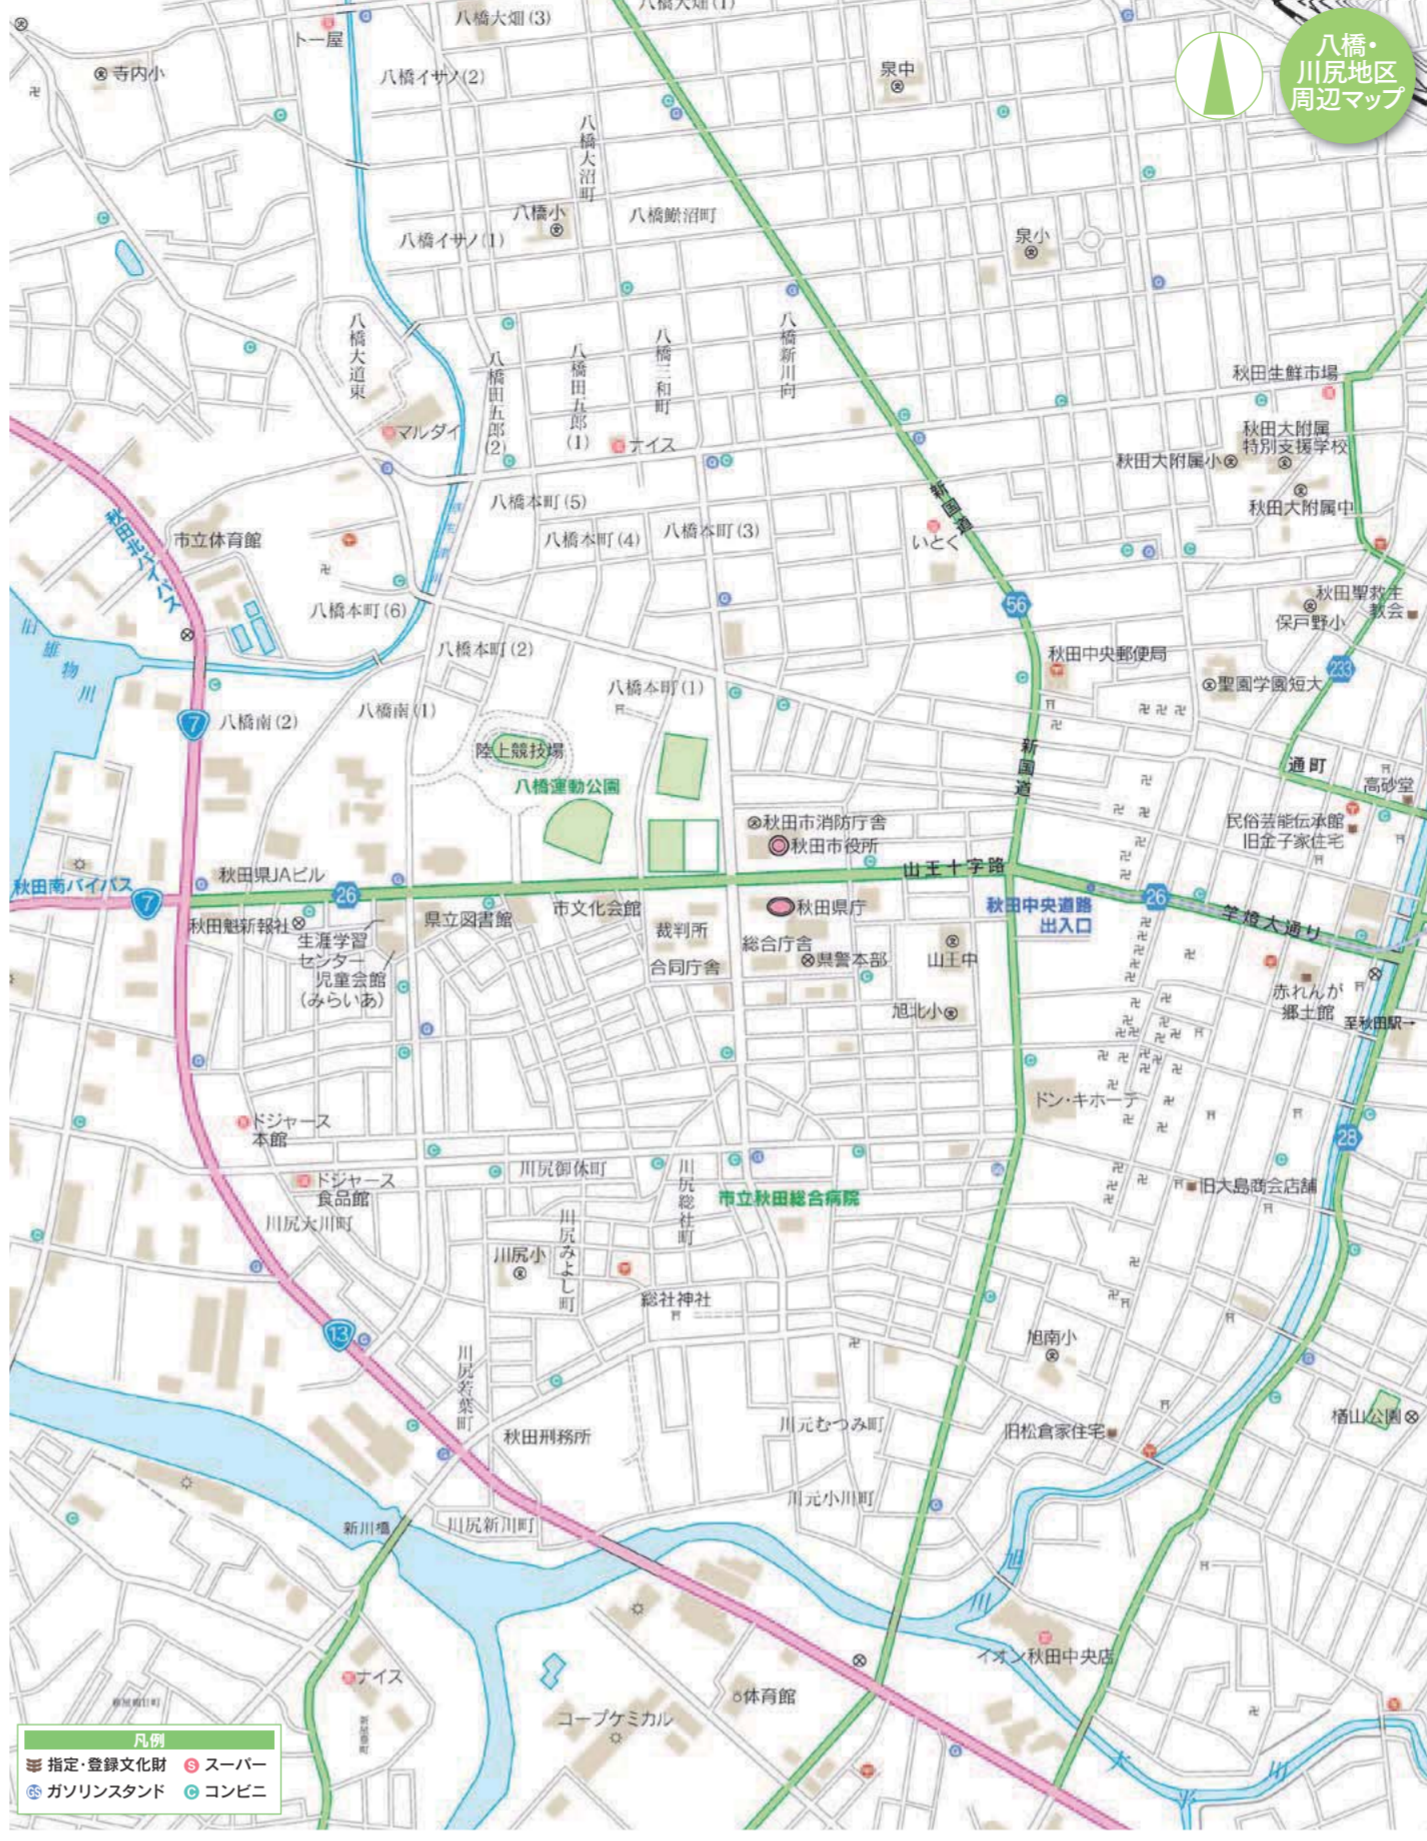 八橋・
川尻地区
周辺マップ
八橋大畑(3)
八橋大畑(1)
トー屋
寺内小
八橋イサノ(2)
泉中
八橋大沼町
八橋小
八橋鯲沼町
八橋イサノ(1)
泉小
八橋大道東
八橋田五郎(2)
八橋田五郎(1)
八橋三和町
八橋新川向
秋田生鮮市場
マルダイ
ナイス
秋田大附属
特別支援学校
秋田大附属小
秋田大附属中
新国道
いとく
八橋本町(5)
八橋本町(4)
八橋本町(3)
秋田北バイパス
市立体育館
八橋本町(6)
56
秋田聖救主
教会
保戸野小
旧雄物川
八橋本町(2)
秋田中央郵便局
233
聖園学園短大
八橋本町(1)
7
八橋南(2)
八橋南(1)
陸上競技場
八橋運動公園
新国道
通町
高砂堂
民俗芸能伝承館
旧金子家住宅
秋田市消防庁舎
秋田市役所
山王十字路
秋田南バイパス
7
秋田県JAビル
26
秋田魁新報社
生涯学習
センター
児童会館
(みらいあ)
県立図書館
市文化会館
裁判所
合同庁舎
秋田県庁
総合庁舎
県警本部
山王中
秋田中央道路
出入口
26
竿燈大通り
赤れんが
郷土館
至秋田駅→
旭北小
ドン・キホーテ
28
ドジャース
本館
ドジャース
食品館
川尻御休町
川尻総社町
市立秋田総合病院
旧大島商会店舗
川尻大川町
川尻小
川尻みよし町
総社神社
13
旭南小
川尻若葉町
秋田刑務所
川元むつみ町
旧松倉家住宅
楢山公園
川元小川町
新川橋
川尻新川町
旭川
イオン秋田中央店
ナイス
体育館
コープケミカル
太平川
凡例
指定・登録文化財
S スーパー
GS ガソリンスタンド
C コンビニ